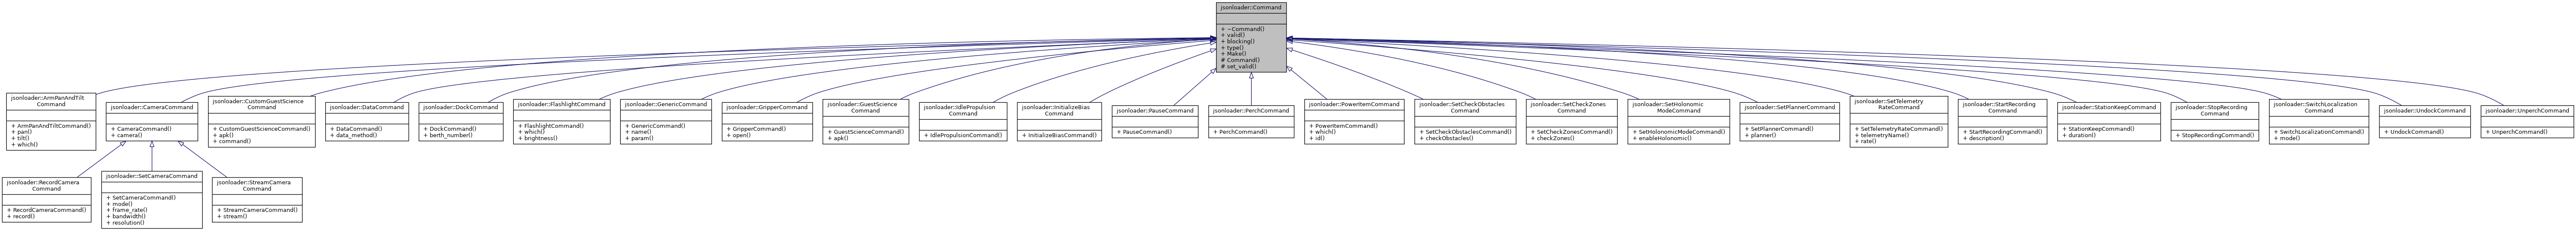 jsonloader::Command
+ ~Command()
+ valid()
+ blocking()
+ type()
+ Make()
# Command()
# set_valid()
jsonloader::ArmPanAndTilt
Command
+ ArmPanAndTiltCommand()
+ pan()
+ tilt()
+ which()
jsonloader::CameraCommand
+ CameraCommand()
+ camera()
jsonloader::CustomGuestScience
Command
+ CustomGuestScienceCommand()
+ apk()
+ command()
jsonloader::DataCommand
+ DataCommand()
+ data_method()
jsonloader::DockCommand
+ DockCommand()
+ berth_number()
jsonloader::FlashlightCommand
+ FlashlightCommand()
+ which()
+ brightness()
jsonloader::GenericCommand
+ GenericCommand()
+ name()
+ param()
jsonloader::GripperCommand
+ GripperCommand()
+ open()
jsonloader::GuestScience
Command
+ GuestScienceCommand()
+ apk()
jsonloader::IdlePropulsion
Command
+ IdlePropulsionCommand()
jsonloader::InitializeBias
Command
+ InitializeBiasCommand()
jsonloader::PauseCommand
+ PauseCommand()
jsonloader::PerchCommand
+ PerchCommand()
jsonloader::PowerItemCommand
+ PowerItemCommand()
+ which()
+ id()
jsonloader::SetCheckObstacles
Command
+ SetCheckObstaclesCommand()
+ checkObstacles()
jsonloader::SetCheckZones
Command
+ SetCheckZonesCommand()
+ checkZones()
jsonloader::SetHolonomic
ModeCommand
+ SetHolonomicModeCommand()
+ enableHolonomic()
jsonloader::SetPlannerCommand
+ SetPlannerCommand()
+ planner()
jsonloader::SetTelemetry
RateCommand
+ SetTelemetryRateCommand()
+ telemetryName()
+ rate()
jsonloader::StartRecording
Command
+ StartRecordingCommand()
+ description()
jsonloader::StationKeepCommand
+ StationKeepCommand()
+ duration()
jsonloader::StopRecording
Command
+ StopRecordingCommand()
jsonloader::SwitchLocalization
Command
+ SwitchLocalizationCommand()
+ mode()
jsonloader::UndockCommand
+ UndockCommand()
jsonloader::UnperchCommand
+ UnperchCommand()
jsonloader::RecordCamera
Command
+ RecordCameraCommand()
+ record()
jsonloader::SetCameraCommand
+ SetCameraCommand()
+ mode()
+ frame_rate()
+ bandwidth()
+ resolution()
jsonloader::StreamCamera
Command
+ StreamCameraCommand()
+ stream()